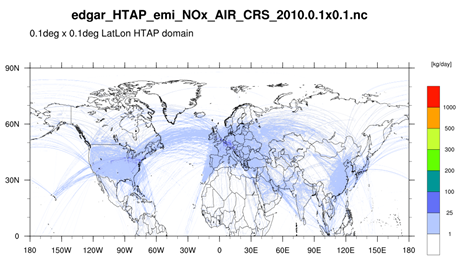 edgar_HTAP_emi_NOx_AIR_CRS_2010.0.1x0.1.nc
0.1deg x 0.1deg LatLon HTAP domain
[kg/day]
90N
60N
30N
0
180 150W 120W 90W 60W 30W 0 30E 60E 90E 120E 150E 180
1000
500
300
200
100
25
1